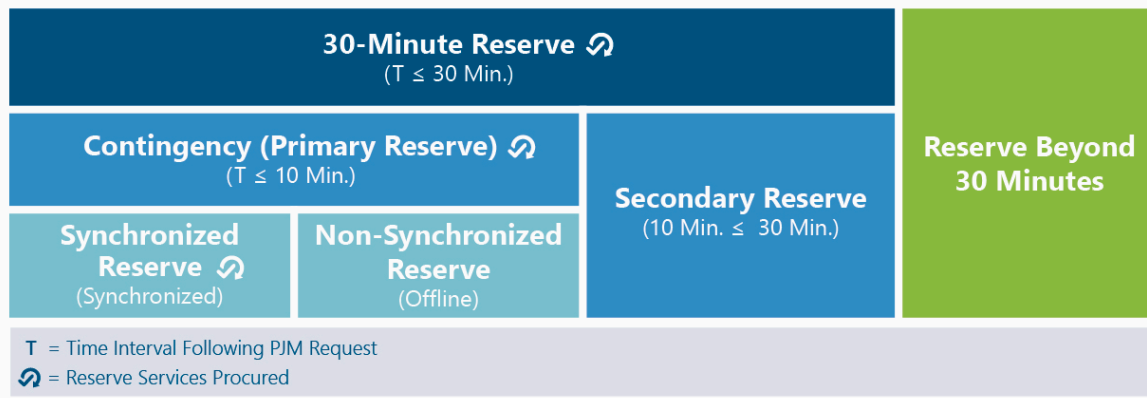 30-Minute Reserve
(T ≤ 30 Min.)
Contingency (Primary Reserve)
(T ≤ 10 Min.)
Synchronized
Reserve
(Synchronized)
Non-Synchronized
Reserve
(Offline)
Secondary Reserve
(10 Min. ≤ 30 Min.)
Reserve Beyond
30 Minutes
T = Time Interval Following PJM Request
= Reserve Services Procured